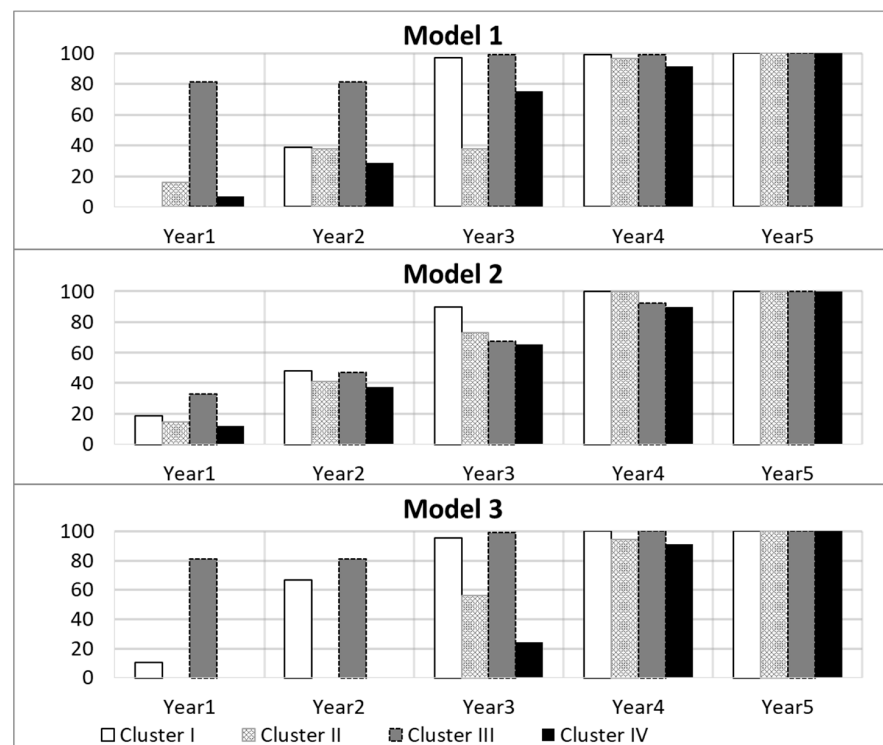 Model 1
100
80
60
40
20
0
Year1 Year2 Year3 Year4 Year5
Model 2
100
80
60
40
20
0
Year1 Year2 Year3 Year4 Year5
Model 3
100
80
60
40
20
0
Year1 Year2 Year3 Year4 Year5
Cluster I Cluster II Cluster III Cluster IV